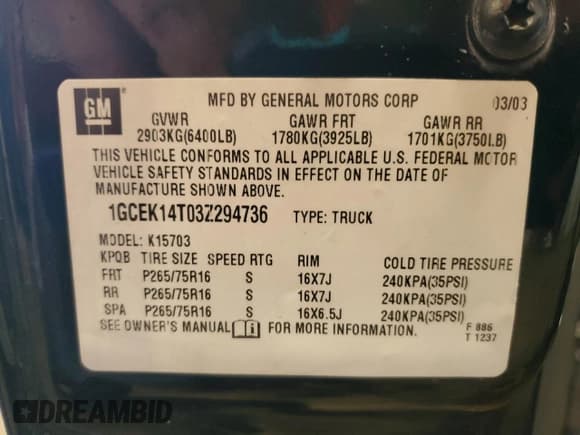 GM
MFD BY GENERAL MOTORS CORP 03/03
GVWR GAWR FRT GAWR RR
2903KG(6400LB) 1780KG(3925LB) 1701KG(3750LB)
THIS VEHICLE CONFORMS TO ALL APPLICABLE U.S. FEDERAL MOTOR
VEHICLE SAFETY STANDARDS IN EFFECT ON THE DATE OF
MANUFACTURE SHOWN ABOVE.
1GCEK14T03Z294736 TYPE: TRUCK
MODEL: K15703
KPQB TIRE SIZE SPEED RTG RIM COLD TIRE PRESSURE
FRT P265/75R16 S 16X7J 240KPA(35PSI)
RR P265/75R16 S 16X7J 240KPA(35PSI)
SPA P265/75R16 S 16X6.5J 240KPA(35PSI)
SEE OWNER'S MANUAL FOR MORE INFORMATION.
F 886
T 1237
DREAMBID